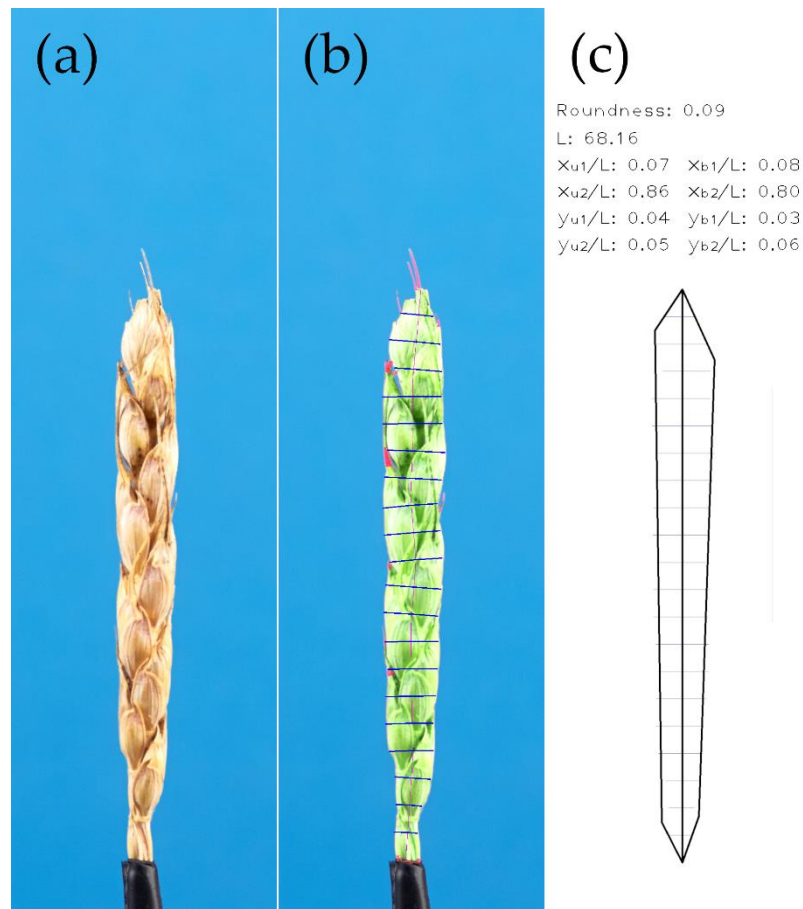 (a) (b) (c)
Roundness: 0.09
L: 68.16
xu1/L: 0.07 xb1/L: 0.08
xu2/L: 0.86 xb2/L: 0.80
yu1/L: 0.04 yb1/L: 0.03
yu2/L: 0.05 yb2/L: 0.06